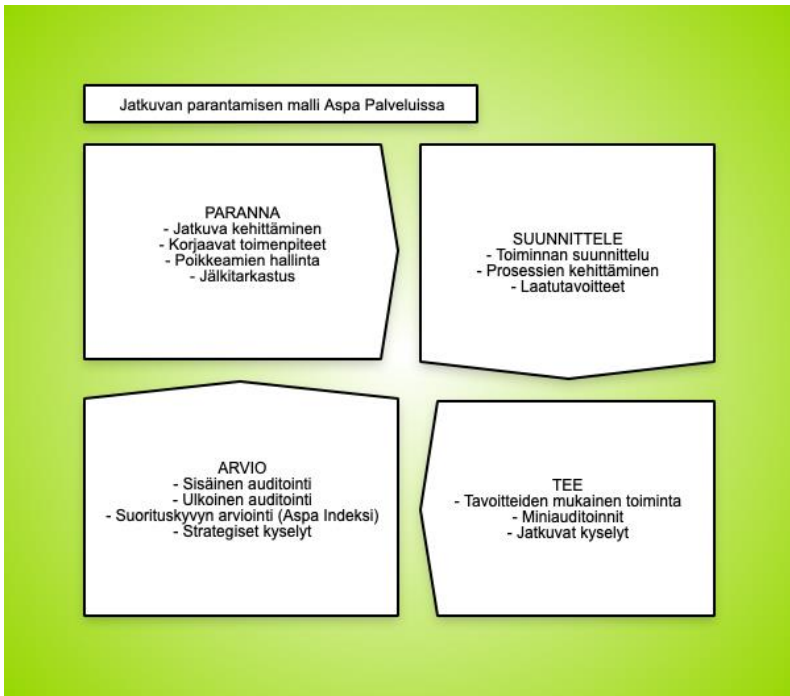 Jatkuvan parantamisen malli Aspa Palveluissa
PARANNA
- Jatkuva kehittäminen
- Korjaavat toimenpiteet
- Poikkeamien hallinta
- Jälkitarkastus
SUUNNITTELE
- Toiminnan suunnittelu
- Prosessien kehittäminen
- Laatutavoitteet
ARVIO
- Sisäinen auditointi
- Ulkoinen auditointi
- Suorituskyvyn arviointi (Aspa Indeksi)
- Strategiset kyselyt
TEE
- Tavoitteiden mukainen toiminta
- Miniauditoinnit
- Jatkuvat kyselyt